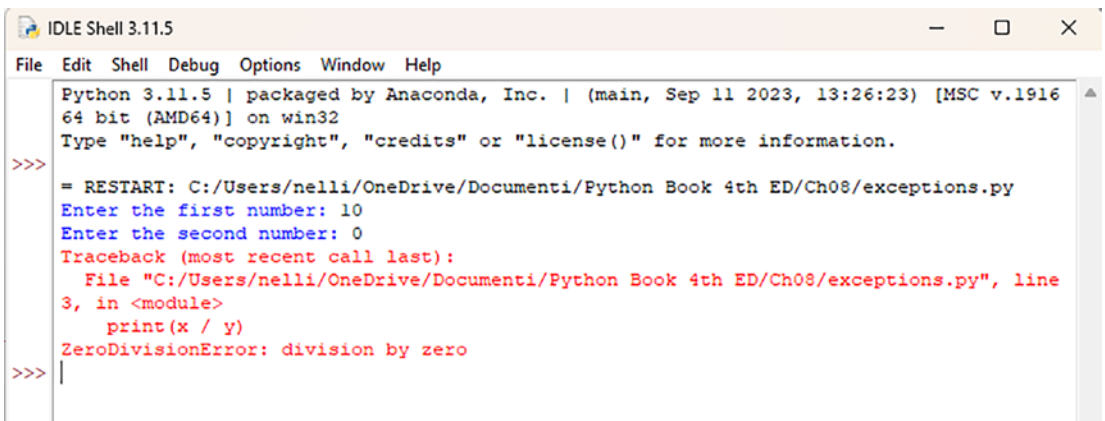 IDLE Shell 3.11.5
File Edit Shell Debug Options Window Help
Python 3.11.5 | packaged by Anaconda, Inc. | (main, Sep 11 2023, 13:26:23) [MSC v.1916
64 bit (AMD64)] on win32
Type "help", "copyright", "credits" or "license()" for more information.
>>>
= RESTART: C:/Users/nelli/OneDrive/Documenti/Python Book 4th ED/Ch08/exceptions.py
Enter the first number: 10
Enter the second number: 0
Traceback (most recent call last):
  File "C:/Users/nelli/OneDrive/Documenti/Python Book 4th ED/Ch08/exceptions.py", line
3, in <module>
    print(x / y)
ZeroDivisionError: division by zero
>>>